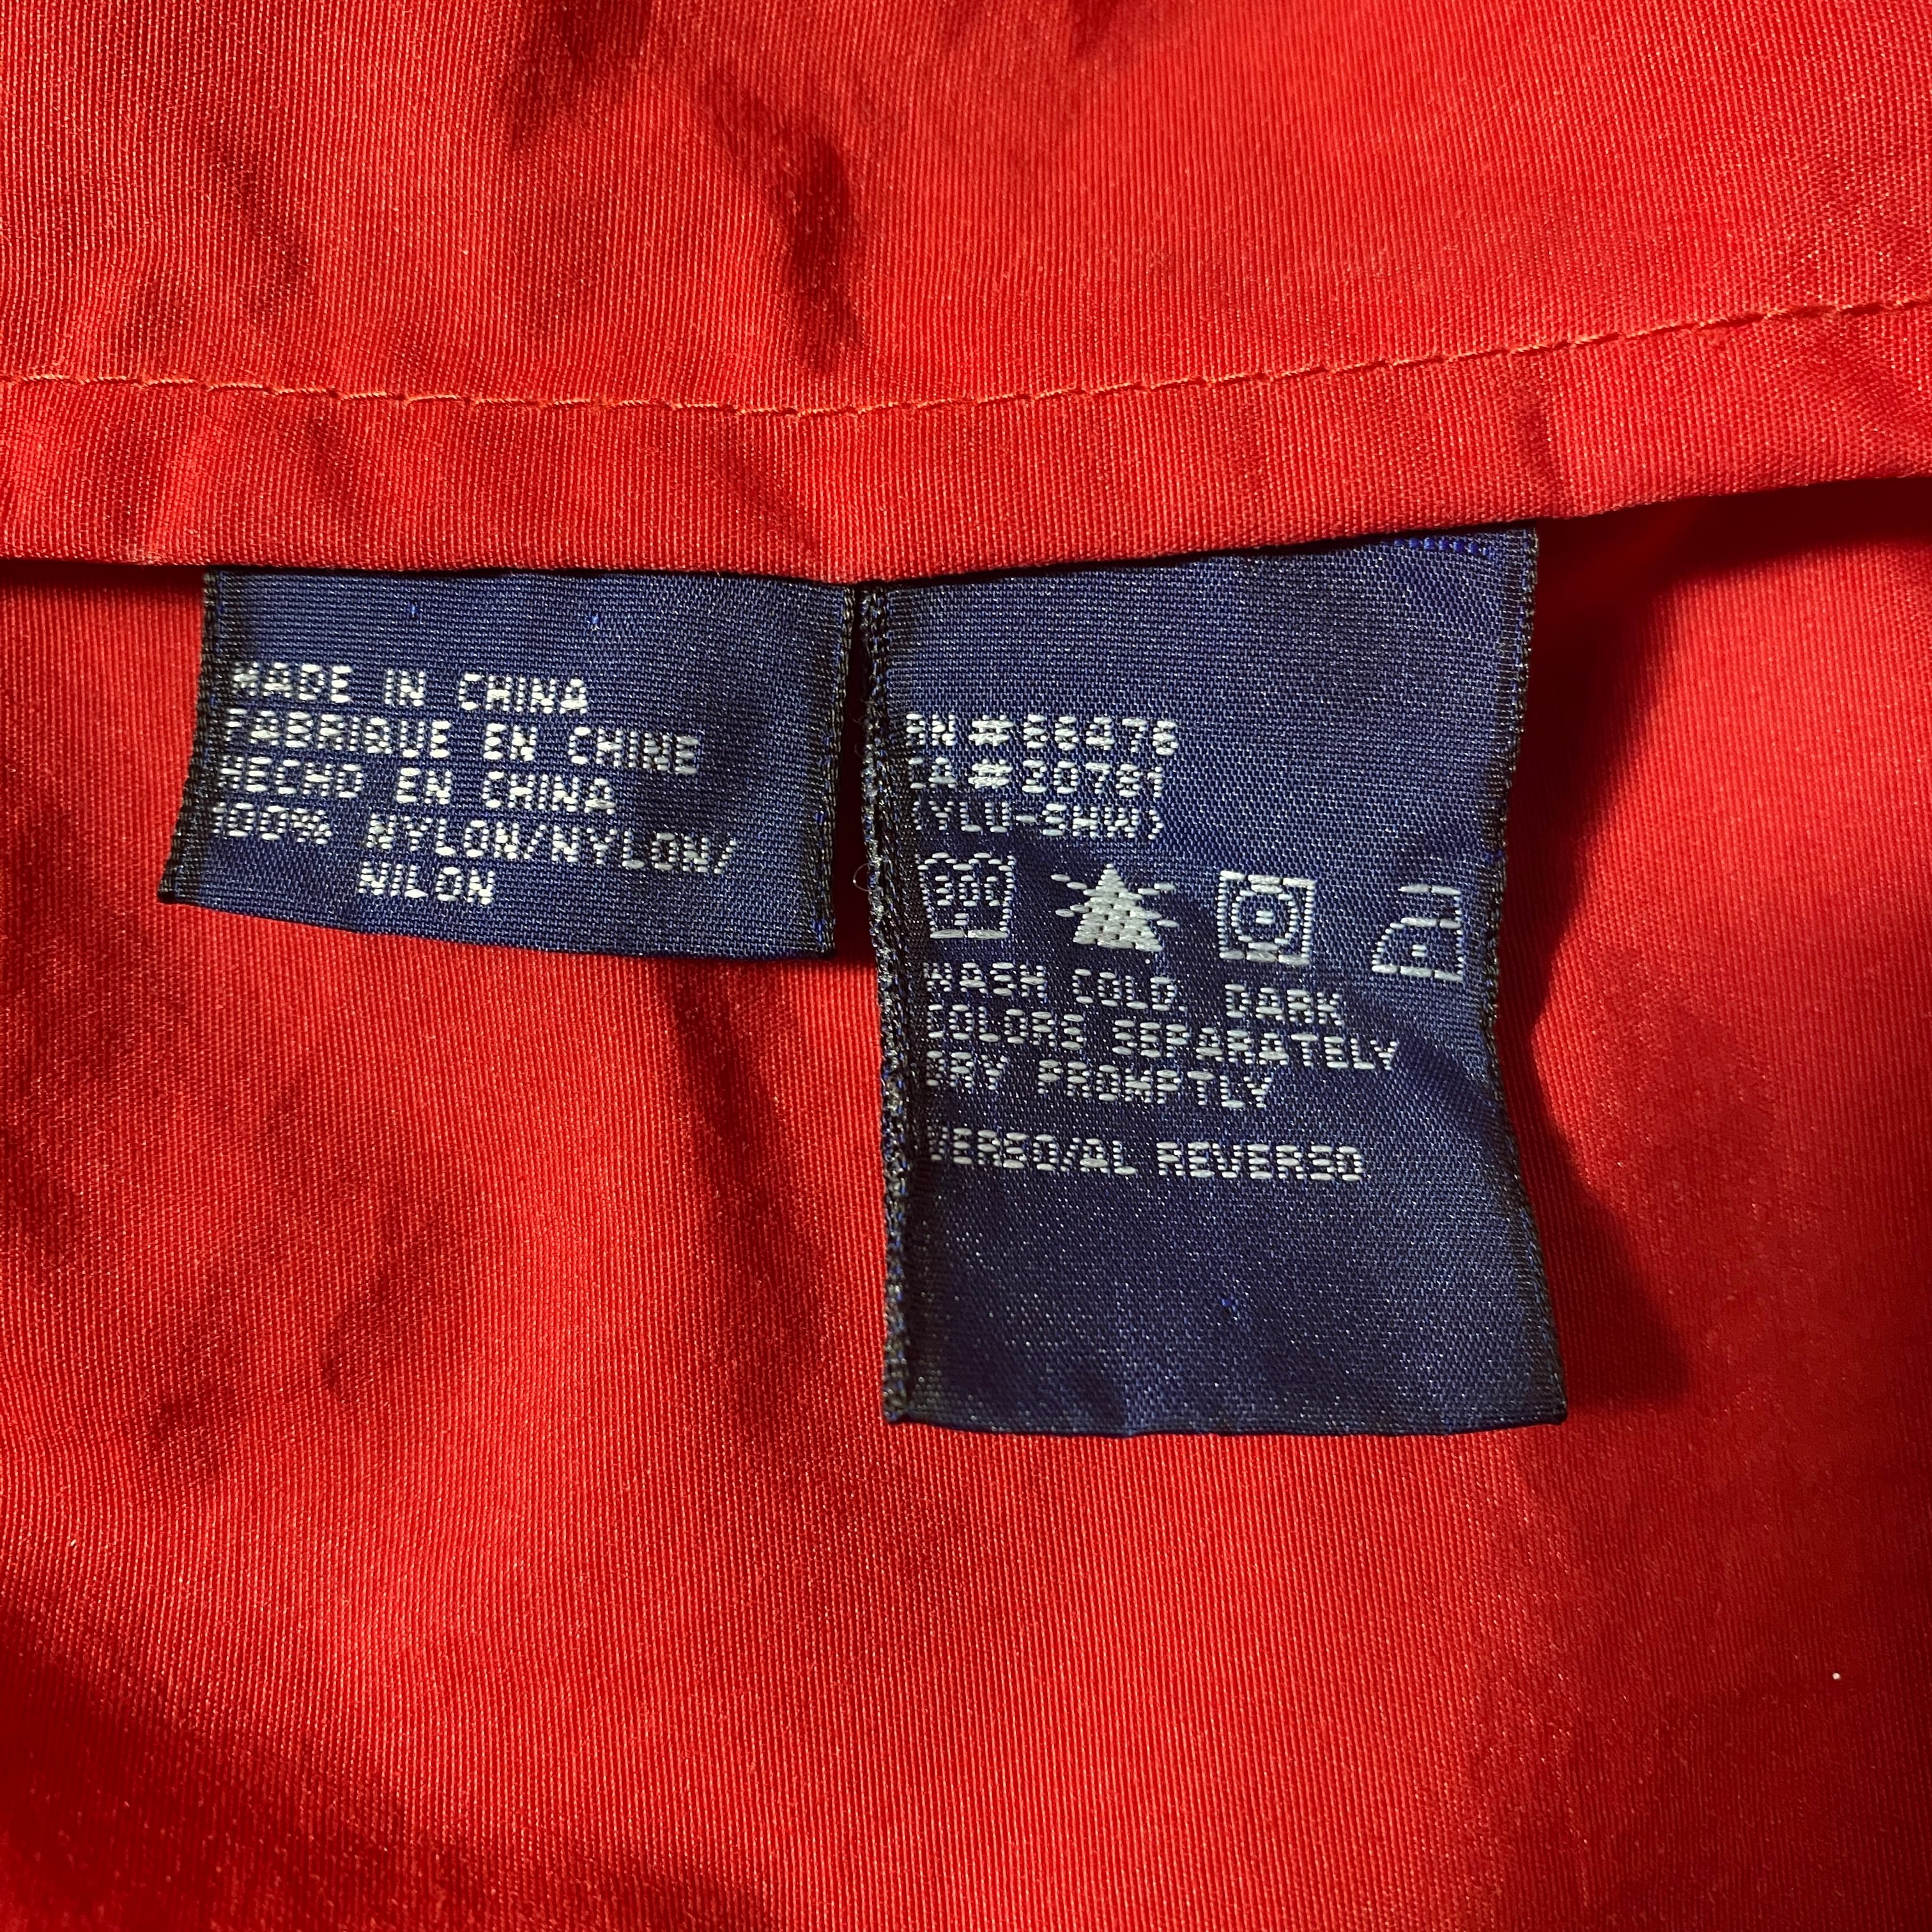 MADE IN CHINA
FABRIQUE EN CHINE
HECHO EN CHINA
100% NYLON/NYLON/
NILON
RN#66476
CA#30781
(YLU-SHW)
30C
WASH COLD, DARK
COLORS SEPARATELY
DRY PROMPTLY
VERSO/AL REVERSO